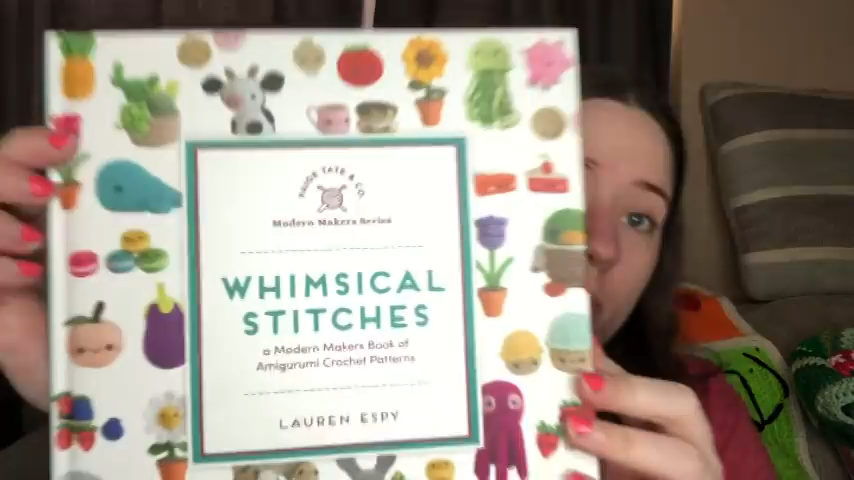 PAIGE TATE & CO.
Modern Makers Series
WHIMSICAL
STITCHES
a Modern Makers Book of
Amigurumi Crochet Patterns
LAUREN ESPY